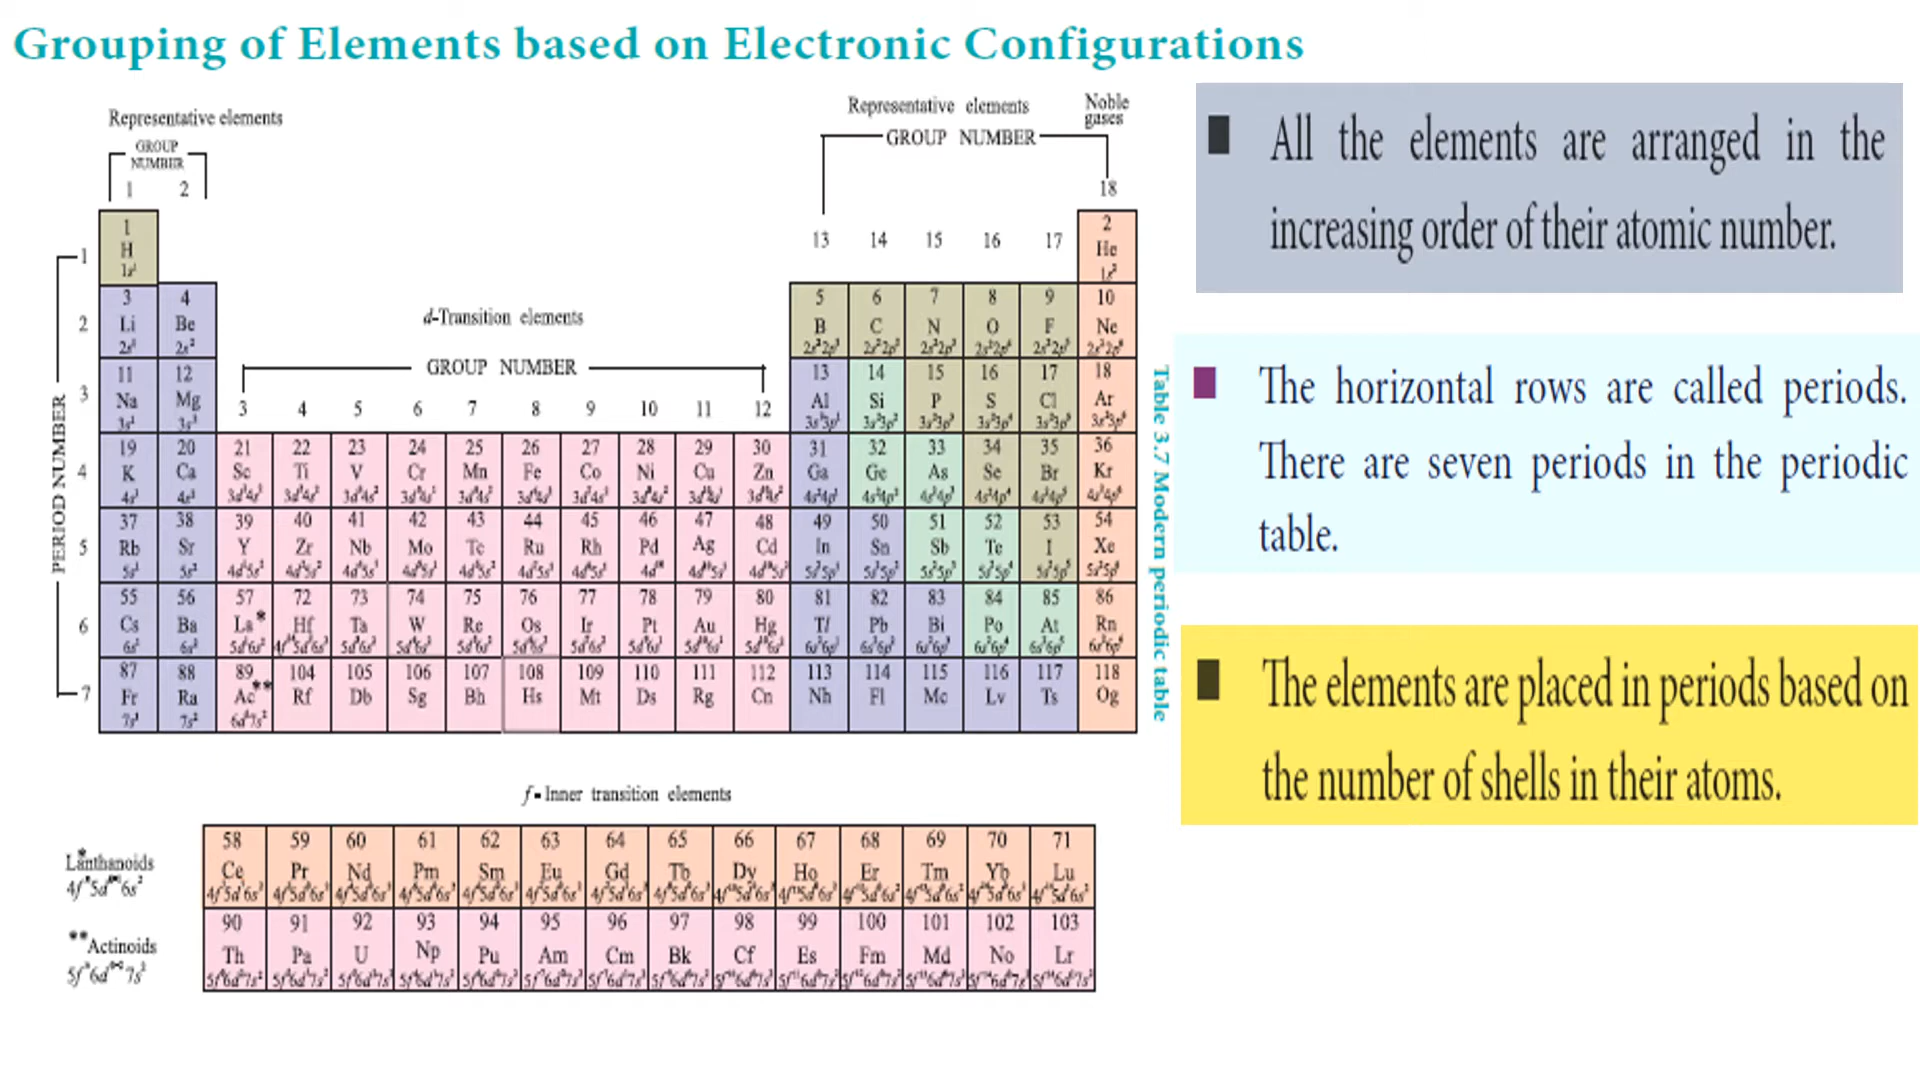 Grouping of Elements based on Electronic Configurations
Representative elements
GROUP NUMBER
1 2
Representative elements
GROUP NUMBER
Noble gases
18
13 14 15 16 17
d-Transition elements
GROUP NUMBER
3 4 5 6 7 8 9 10 11 12
PERIOD NUMBER
1
1 2
H He
1s¹ 1s²
2
3 4 5 6 7 8 9 10
Li Be B C N O F Ne
2s¹ 2s²
3
11 12 13 14 15 16 17 18
Na Mg Al Si P S Cl Ar
4
19 20 21 22 23 24 25 26 27 28 29 30 31 32 33 34 35 36
K Ca Sc Ti V Cr Mn Fe Co Ni Cu Zn Ga Ge As Se Br Kr
5
37 38 39 40 41 42 43 44 45 46 47 48 49 50 51 52 53 54
Rb Sr Y Zr Nb Mo Tc Ru Rh Pd Ag Cd In Sn Sb Te I Xe
5s¹ 5s²
6
55 56 57 72 73 74 75 76 77 78 79 80 81 82 83 84 85 86
Cs Ba La* Hf Ta W Re Os Ir Pt Au Hg Tl Pb Bi Po At Rn
7
87 88 89 104 105 106 107 108 109 110 111 112 113 114 115 116 117 118
Fr Ra Ac** Rf Db Sg Bh Hs Mt Ds Rg Cn Nh Fl Mc Lv Ts Og
7s¹ 7s²
Table 3.7 Modern periodic table
f-Inner transition elements
*Lanthanoids
58 59 60 61 62 63 64 65 66 67 68 69 70 71
Ce Pr Nd Pm Sm Eu Gd Tb Dy Ho Er Tm Yb Lu
**Actinoids
90 91 92 93 94 95 96 97 98 99 100 101 102 103
Th Pa U Np Pu Am Cm Bk Cf Es Fm Md No Lr
All the elements are arranged in the
increasing order of their atomic number.
The horizontal rows are called periods.
There are seven periods in the periodic
table.
The elements are placed in periods based on
the number of shells in their atoms.